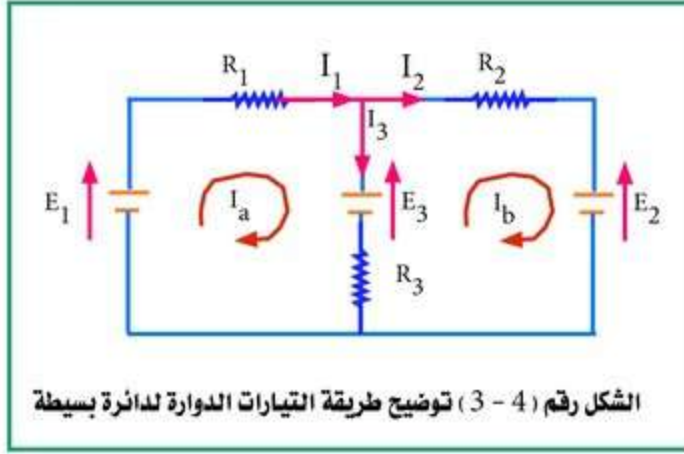 R1 I1 I2 R2
I3
E1 Ia E3 Ib E2
R3
الشكل رقم (4 - 3) توضيح طريقة التيارات الدوارة لدائرة بسيطة